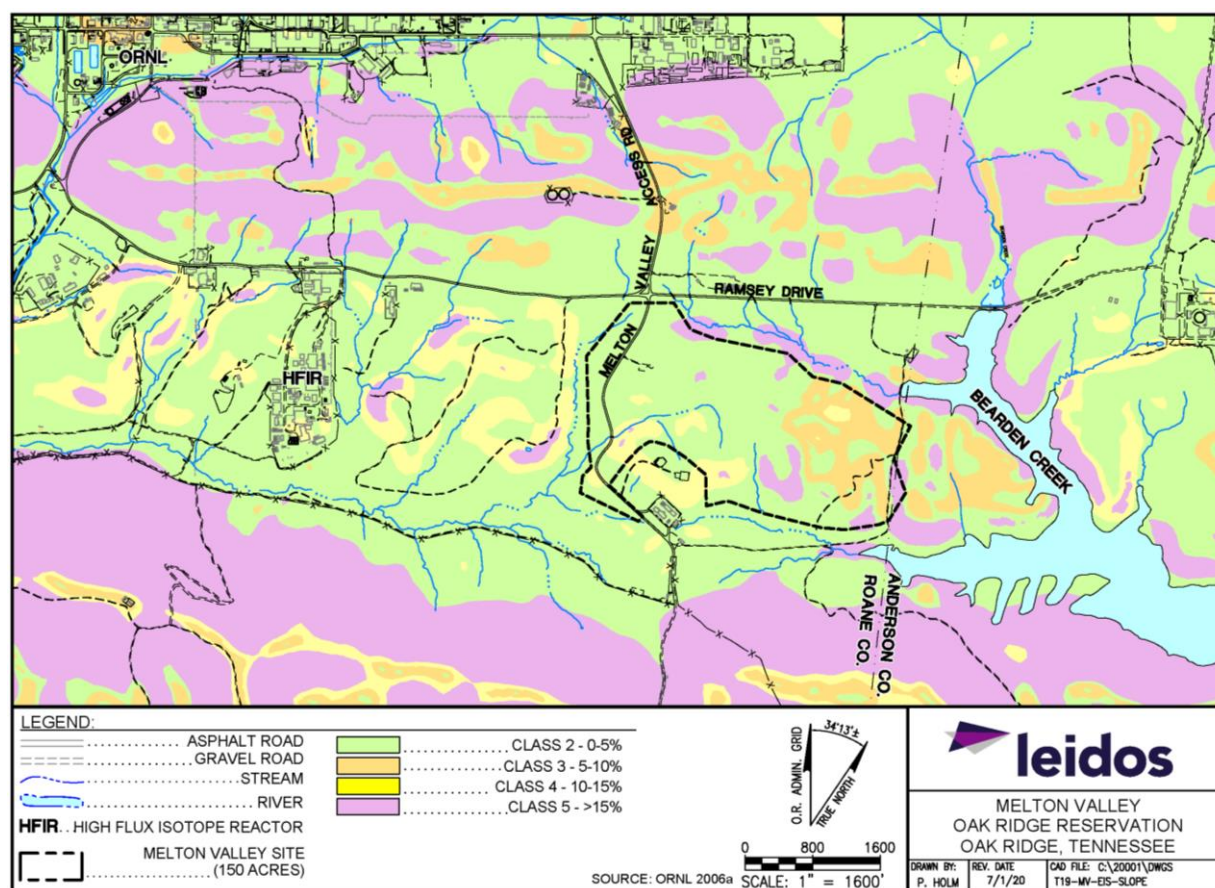 ORNL
ACCESS RD
VALLEY
MELTON
RAMSEY DRIVE
HFIR
BEARDEN CREEK
ANDERSON CO.
ROANE CO.
LEGEND:
ASPHALT ROAD
GRAVEL ROAD
STREAM
RIVER
HFIR.. HIGH FLUX ISOTOPE REACTOR
MELTON VALLEY SITE
(150 ACRES)
CLASS 2 - 0-5%
CLASS 3 - 5-10%
CLASS 4 - 10-15%
CLASS 5 - >15%
SOURCE: ORNL 2006a
34°13'±
O.R. ADMIN. GRID
TRUE NORTH
0 800 1600
SCALE: 1" = 1600'
leidos
MELTON VALLEY
OAK RIDGE RESERVATION
OAK RIDGE, TENNESSEE
DRAWN BY:
P. HOLM
REV. DATE
7/1/20
CAD FILE: C:\20001\DWGS
T19-MV-EIS-SLOPE